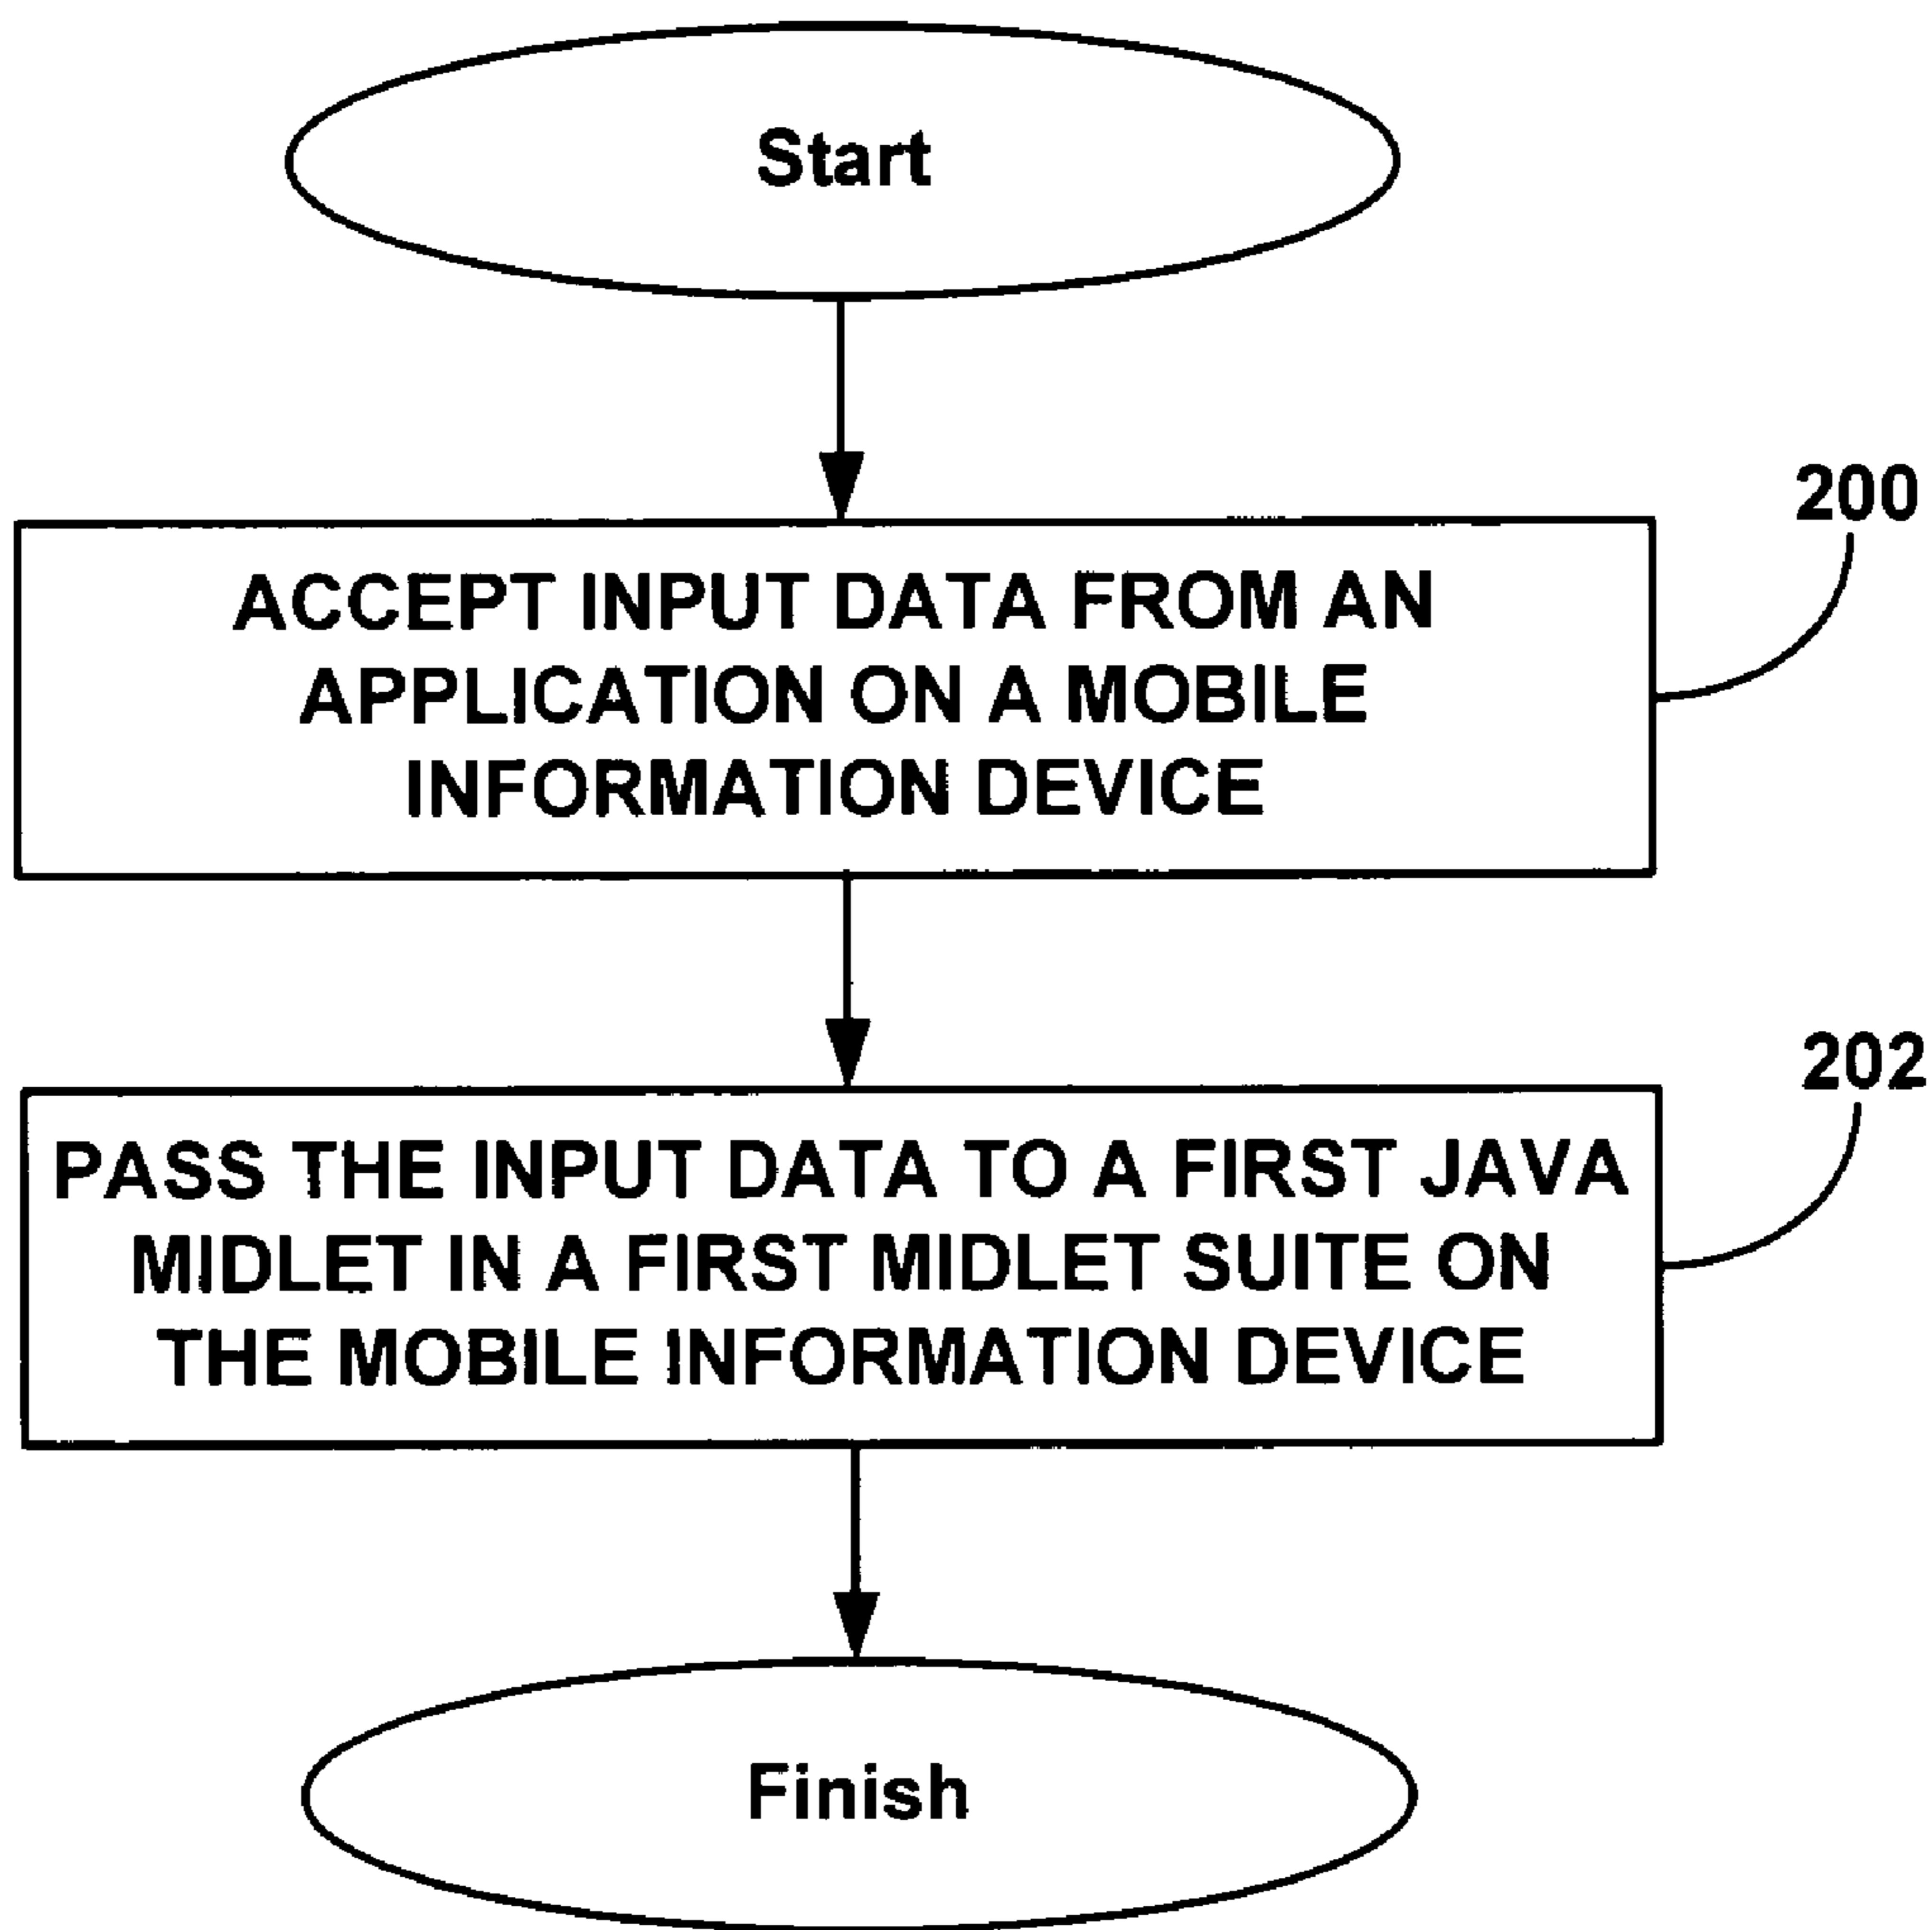 Start
200
ACCEPT INPUT DATA FROM AN
APPLICATION ON A MOBILE
INFORMATION DEVICE
202
PASS THE INPUT DATA TO A FIRST JAVA
MIDLET IN A FIRST MIDLET SUITE ON
THE MOBILE INFORMATION DEVICE
Finish